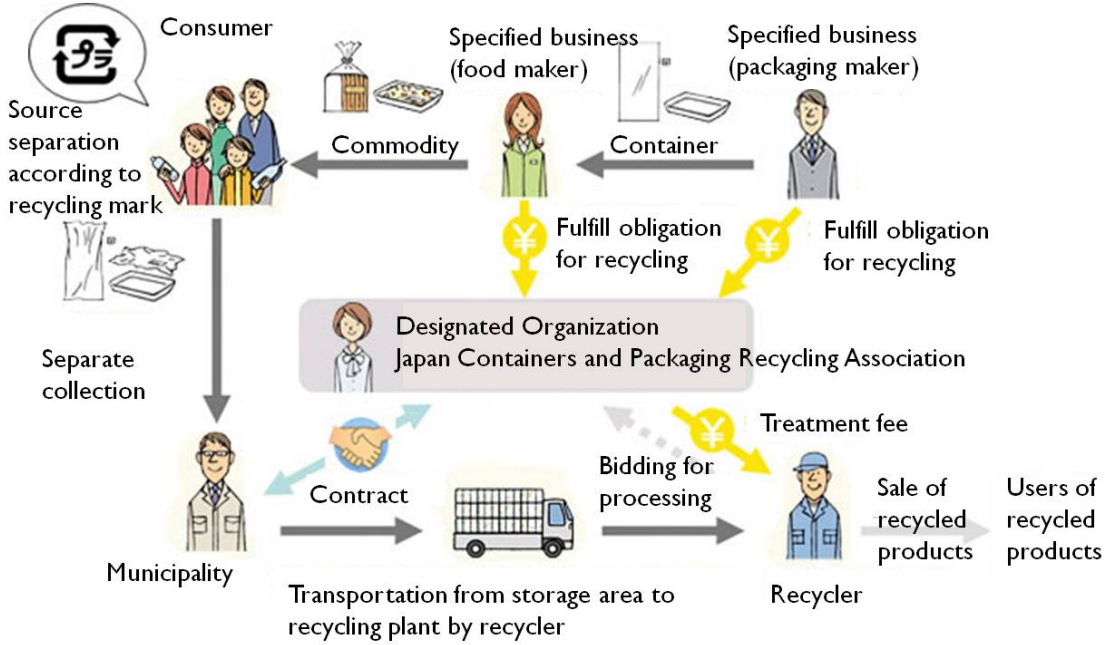 プラ
Consumer
Specified business
(food maker)
Specified business
(packaging maker)
Source
separation
according to
recycling mark
Commodity
Container
¥
Fulfill obligation
for recycling
¥
Fulfill obligation
for recycling
Designated Organization
Japan Containers and Packaging Recycling Association
Separate
collection
¥
Treatment fee
Contract
Bidding for
processing
Sale of
recycled
products
Users of
recycled
products
Municipality
Transportation from storage area to
recycling plant by recycler
Recycler